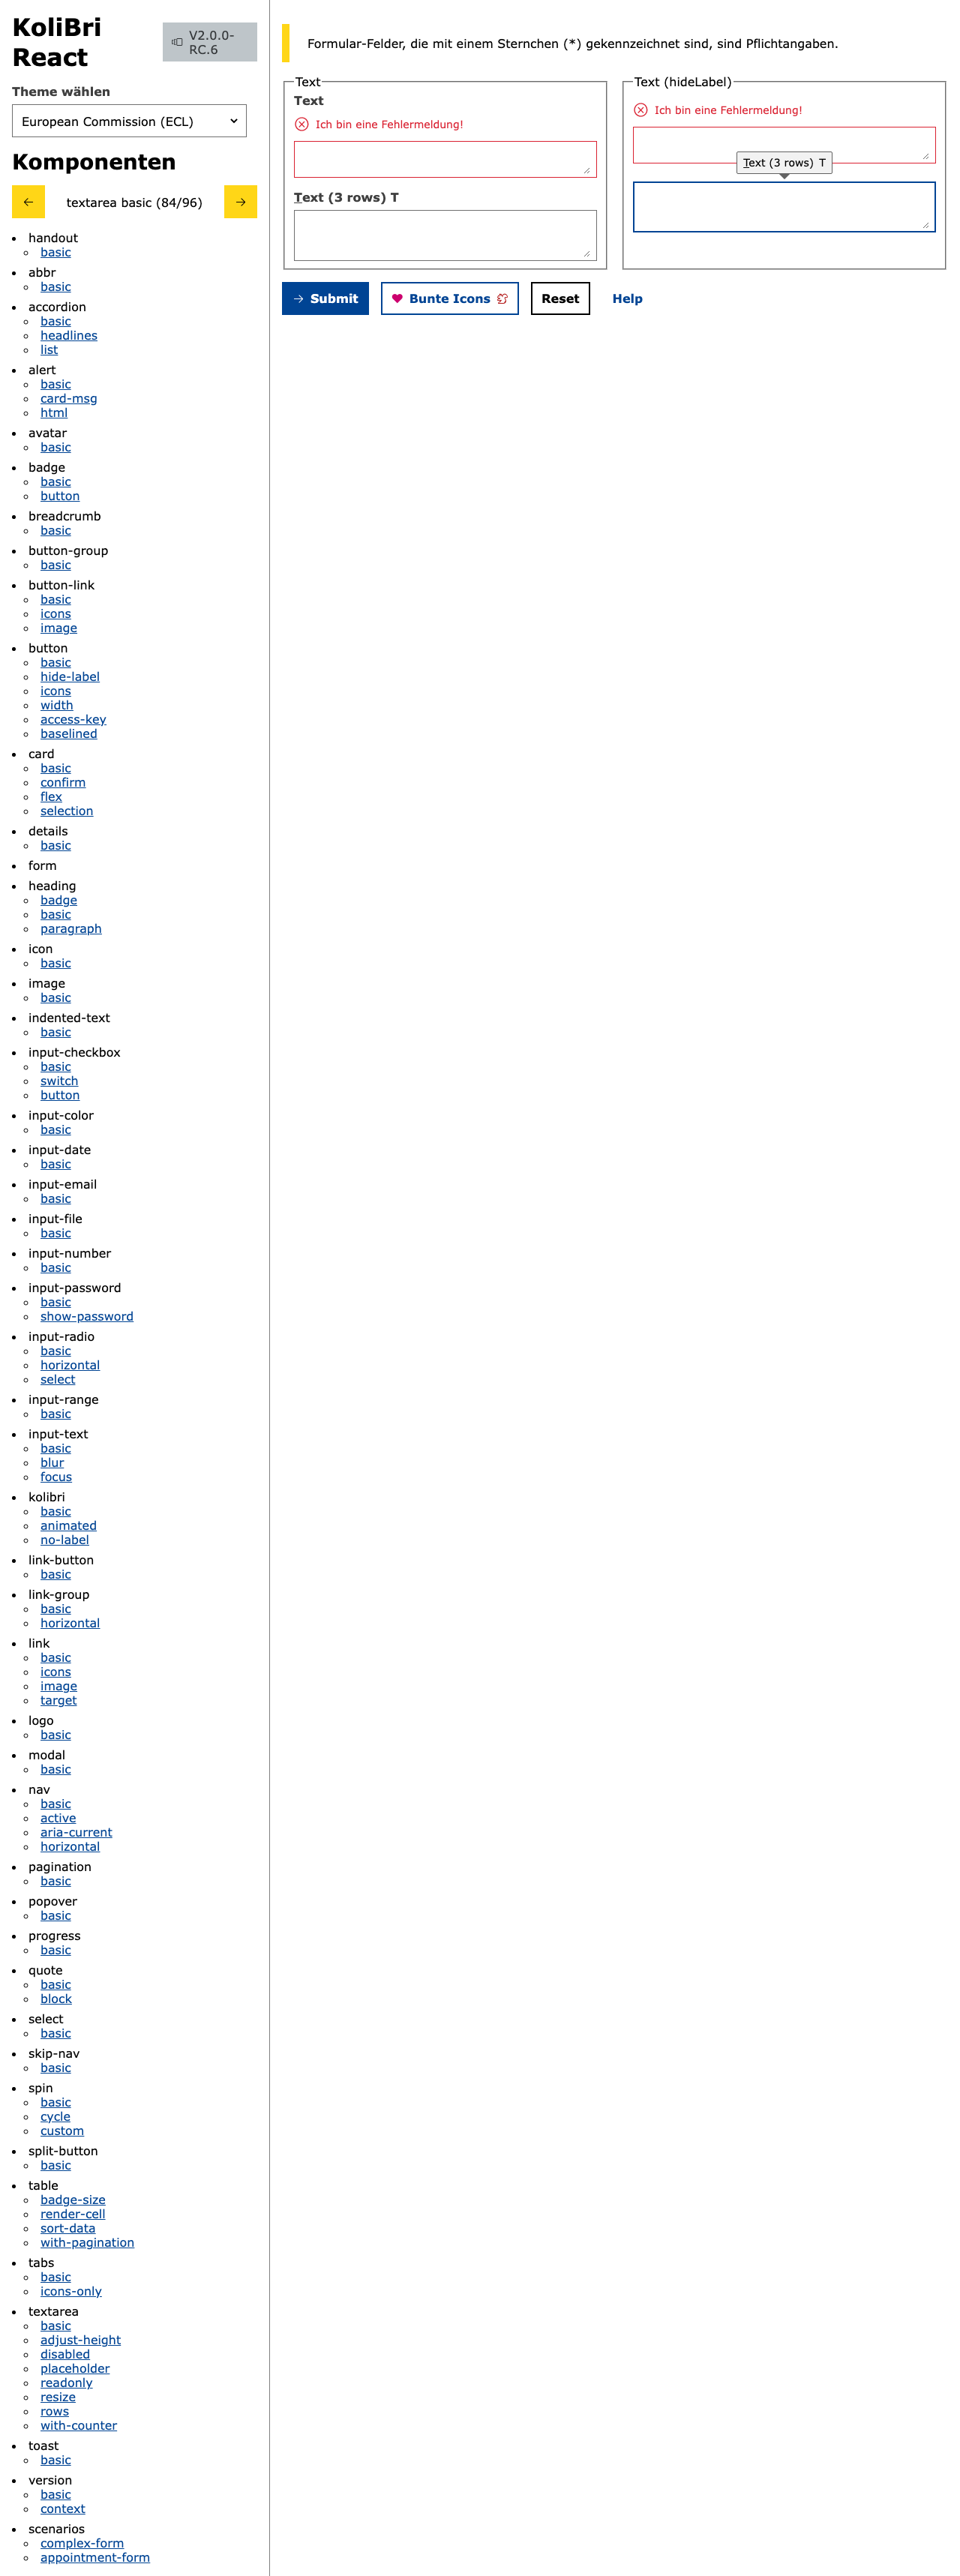 KoliBri
React
V2.0.0-
RC.6
Theme wählen
European Commission (ECL)
Komponenten
textarea basic (84/96)
handout
basic
abbr
basic
accordion
basic
headlines
list
alert
basic
card-msg
html
avatar
basic
badge
basic
button
breadcrumb
basic
button-group
basic
button-link
basic
icons
image
button
basic
hide-label
icons
width
access-key
baselined
card
basic
confirm
flex
selection
details
basic
form
heading
badge
basic
paragraph
icon
basic
image
basic
indented-text
basic
input-checkbox
basic
switch
button
input-color
basic
input-date
basic
input-email
basic
input-file
basic
input-number
basic
input-password
basic
show-password
input-radio
basic
horizontal
select
input-range
basic
input-text
basic
blur
focus
kolibri
basic
animated
no-label
link-button
basic
link-group
basic
horizontal
link
basic
icons
image
target
logo
basic
modal
basic
nav
basic
active
aria-current
horizontal
pagination
basic
popover
basic
progress
basic
quote
basic
block
select
basic
skip-nav
basic
spin
basic
cycle
custom
split-button
basic
table
badge-size
render-cell
sort-data
with-pagination
tabs
basic
icons-only
textarea
basic
adjust-height
disabled
placeholder
readonly
resize
rows
with-counter
toast
basic
version
basic
context
scenarios
complex-form
appointment-form
Formular-Felder, die mit einem Sternchen (*) gekennzeichnet sind, sind Pflichtangaben.
Text
Text
Ich bin eine Fehlermeldung!
Text (3 rows) T
Text (hideLabel)
Ich bin eine Fehlermeldung!
Text (3 rows) T
Submit
Bunte Icons
Reset
Help